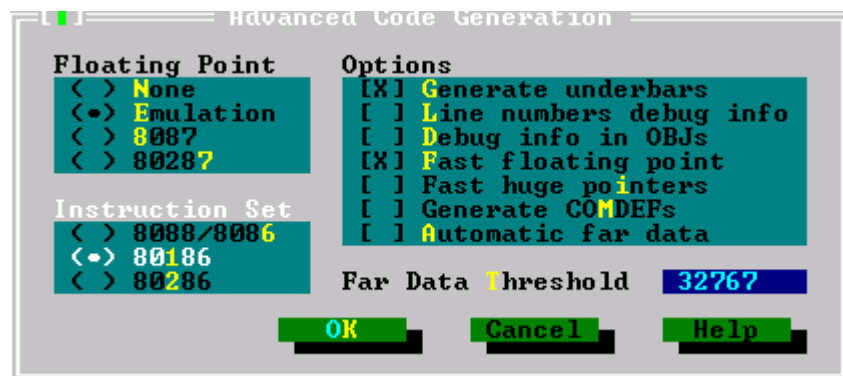 [ ] Advanced Code Generation
Floating Point
( ) None
(•) Emulation
( ) 8087
( ) 80287
Options
[X] Generate underbars
[ ] Line numbers debug info
[ ] Debug info in OBJs
[X] Fast floating point
[ ] Fast huge pointers
[ ] Generate COMDEFs
[ ] Automatic far data
Instruction Set
( ) 8088/8086
(•) 80186
( ) 80286
Far Data Threshold 32767
OK Cancel Help